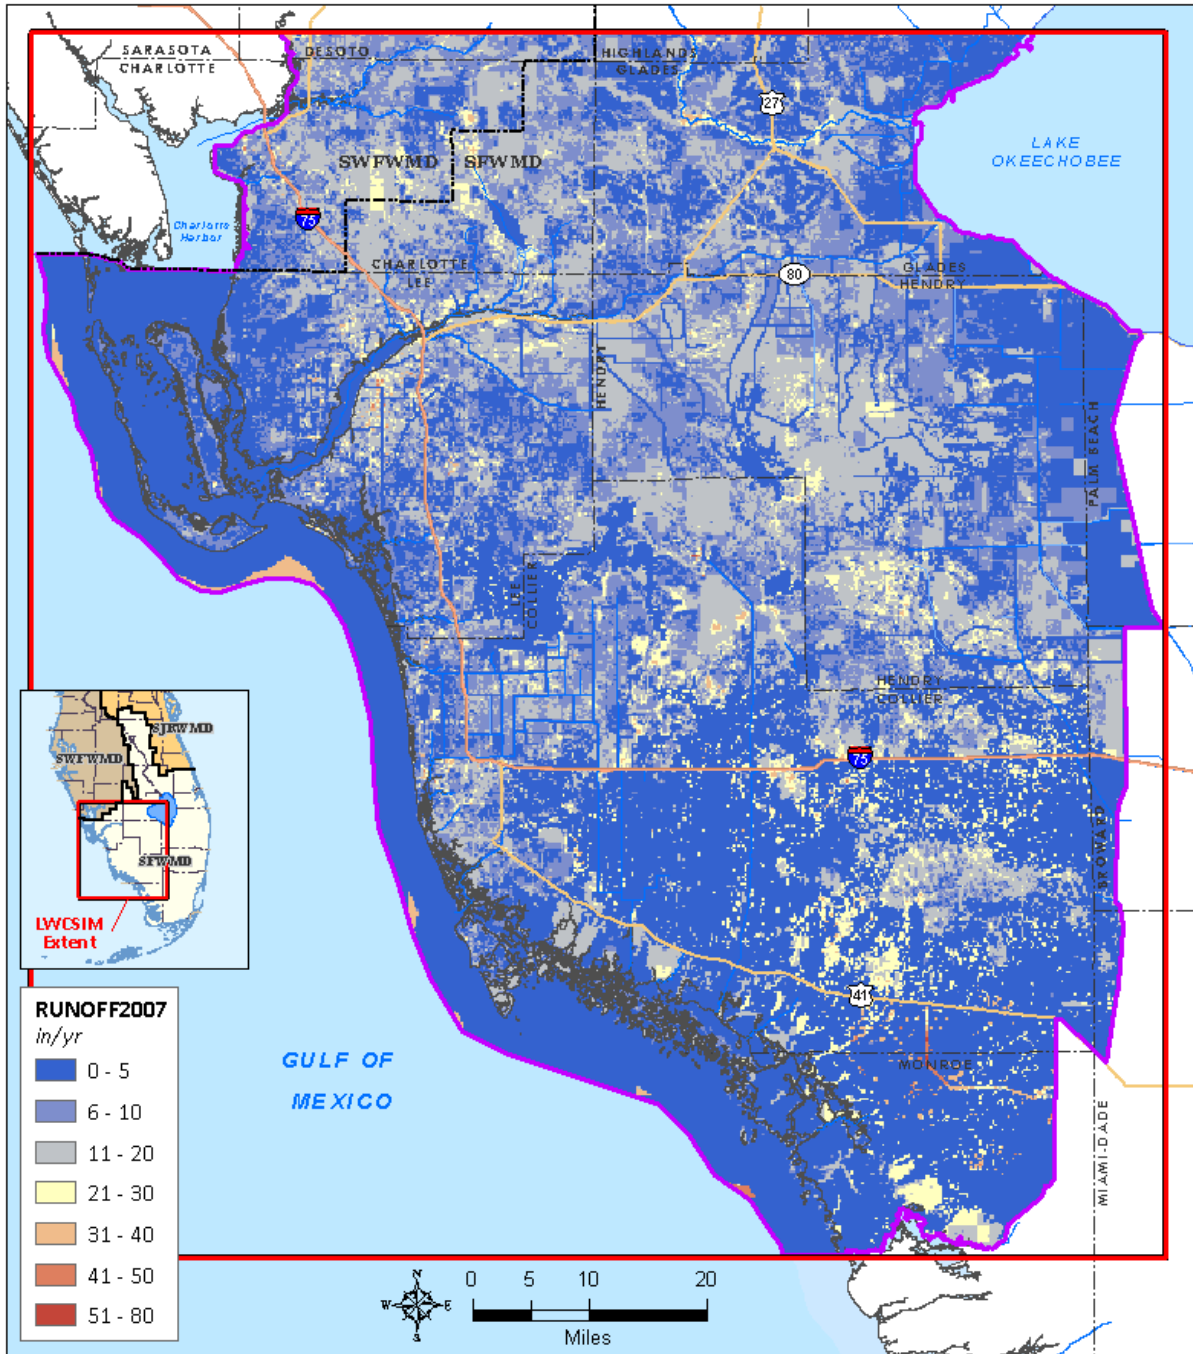 SARASOTA
CHARLOTTE
DESOTO
HIGHLANDS
GLADES
27
LAKE
OKEECHOBEE
SWFWMD
SFWMD
75
Charlotte
Harbor
CHARLOTTE
LEE
80
GLADES
HENDRY
HENDRY
PALM BEACH
LEE
COLLIER
HENDRY
COLLIER
75
SJRWMD
SWFWMD
SFWMD
LWCSIM
Extent
BROWARD
41
MONROE
MIAMI-DADE
GULF OF
MEXICO
RUNOFF2007
in/yr
0 - 5
6 - 10
11 - 20
21 - 30
31 - 40
41 - 50
51 - 80
N
W
E
S
0 5 10 20
Miles